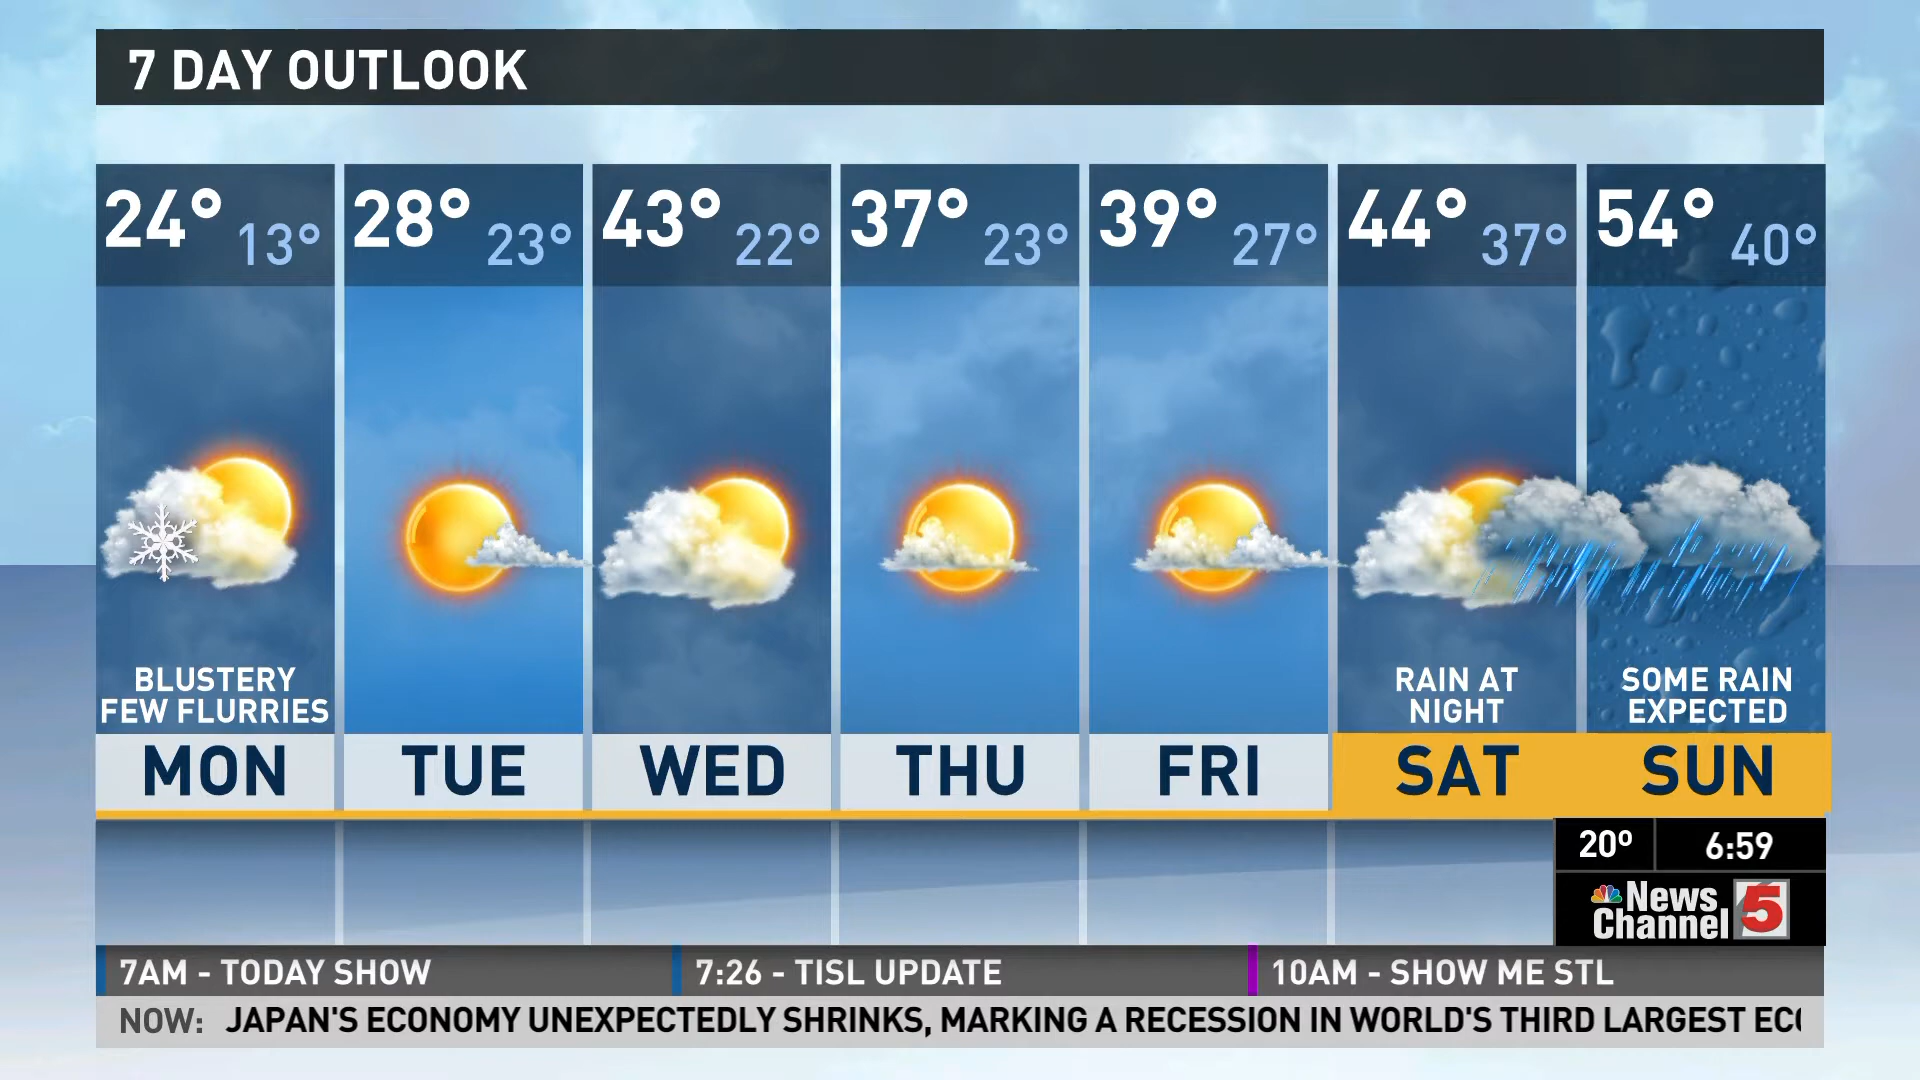 7 DAY OUTLOOK
24° 13°
28° 23°
43° 22°
37° 23°
39° 27°
44° 37°
54° 40°
BLUSTERY
FEW FLURRIES
RAIN AT
NIGHT
SOME RAIN
EXPECTED
MON
TUE
WED
THU
FRI
SAT
SUN
20° 6:59
News
Channel 5
7AM - TODAY SHOW
7:26 - TISL UPDATE
10AM - SHOW ME STL
NOW: JAPAN'S ECONOMY UNEXPECTEDLY SHRINKS, MARKING A RECESSION IN WORLD'S THIRD LARGEST